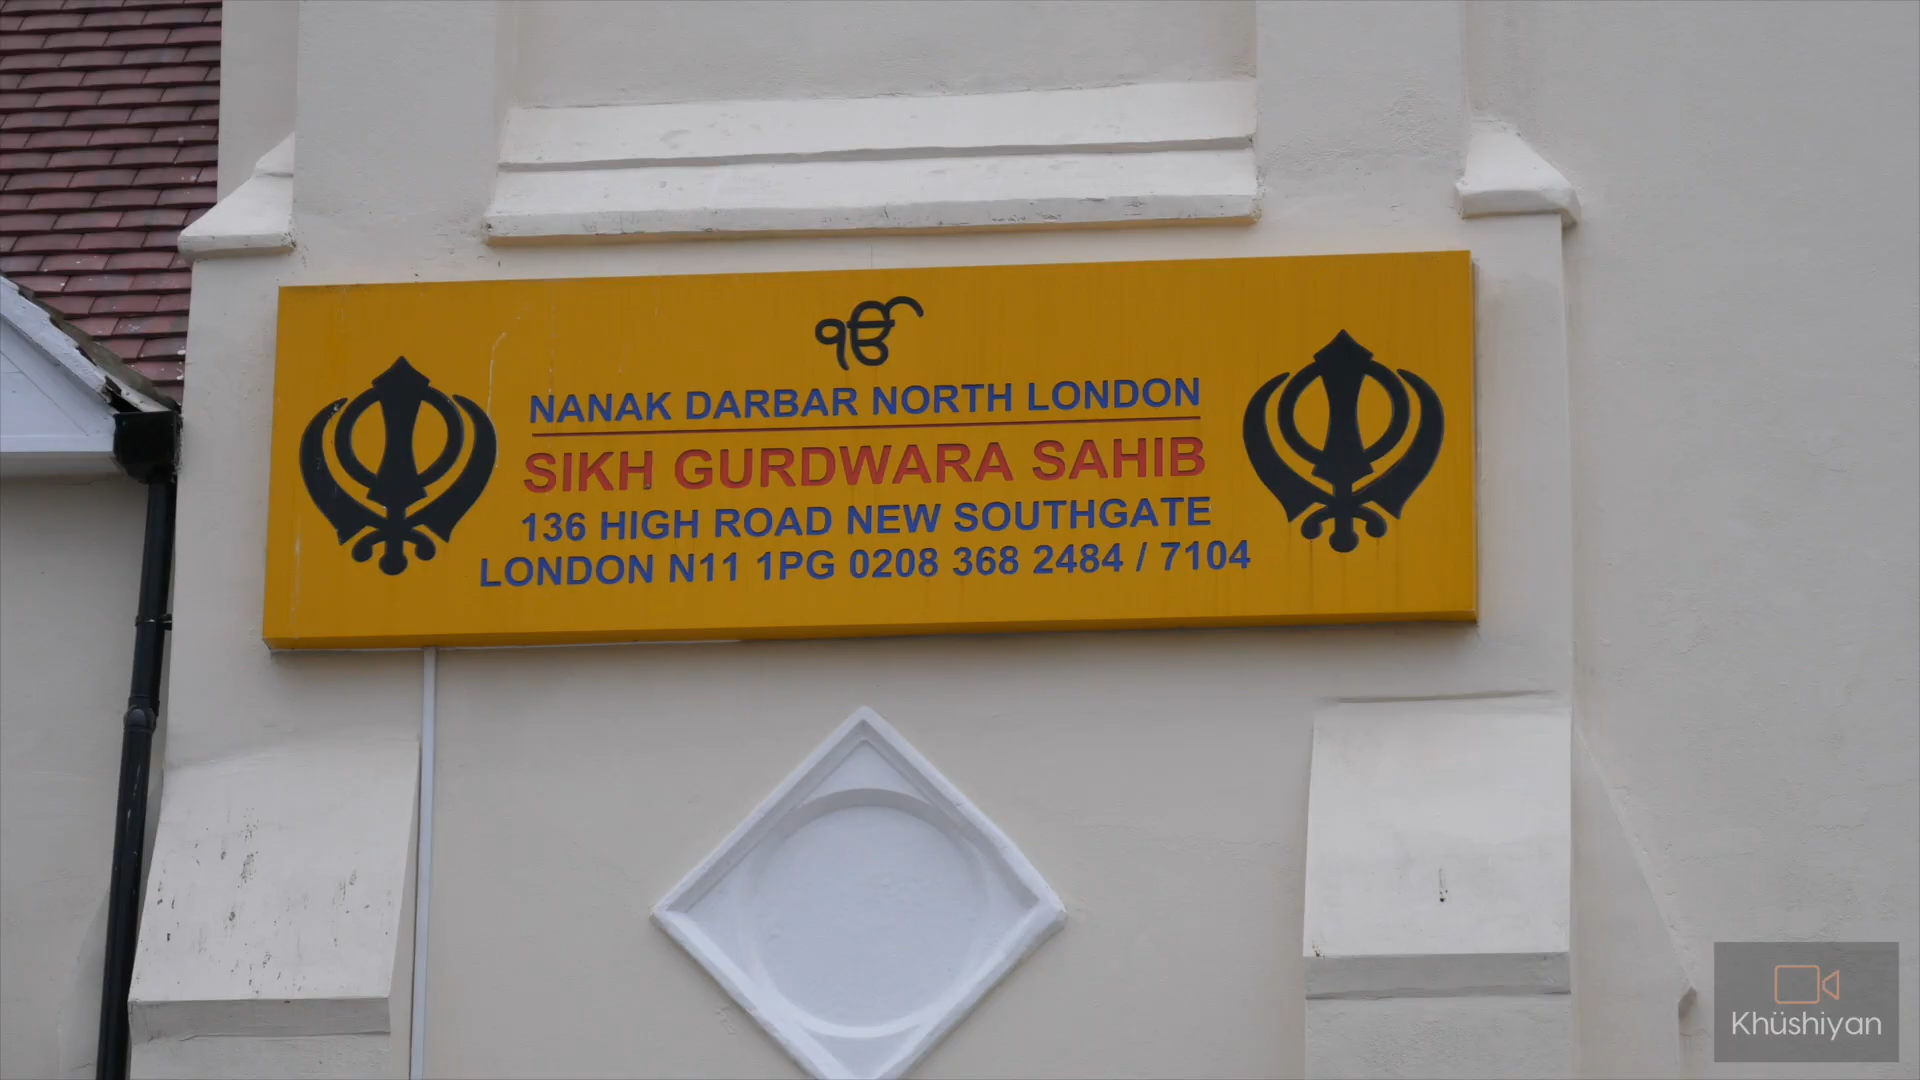 ੴ
NANAK DARBAR NORTH LONDON
SIKH GURDWARA SAHIB
136 HIGH ROAD NEW SOUTHGATE
LONDON N11 1PG 0208 368 2484 / 7104
Khüshiyan